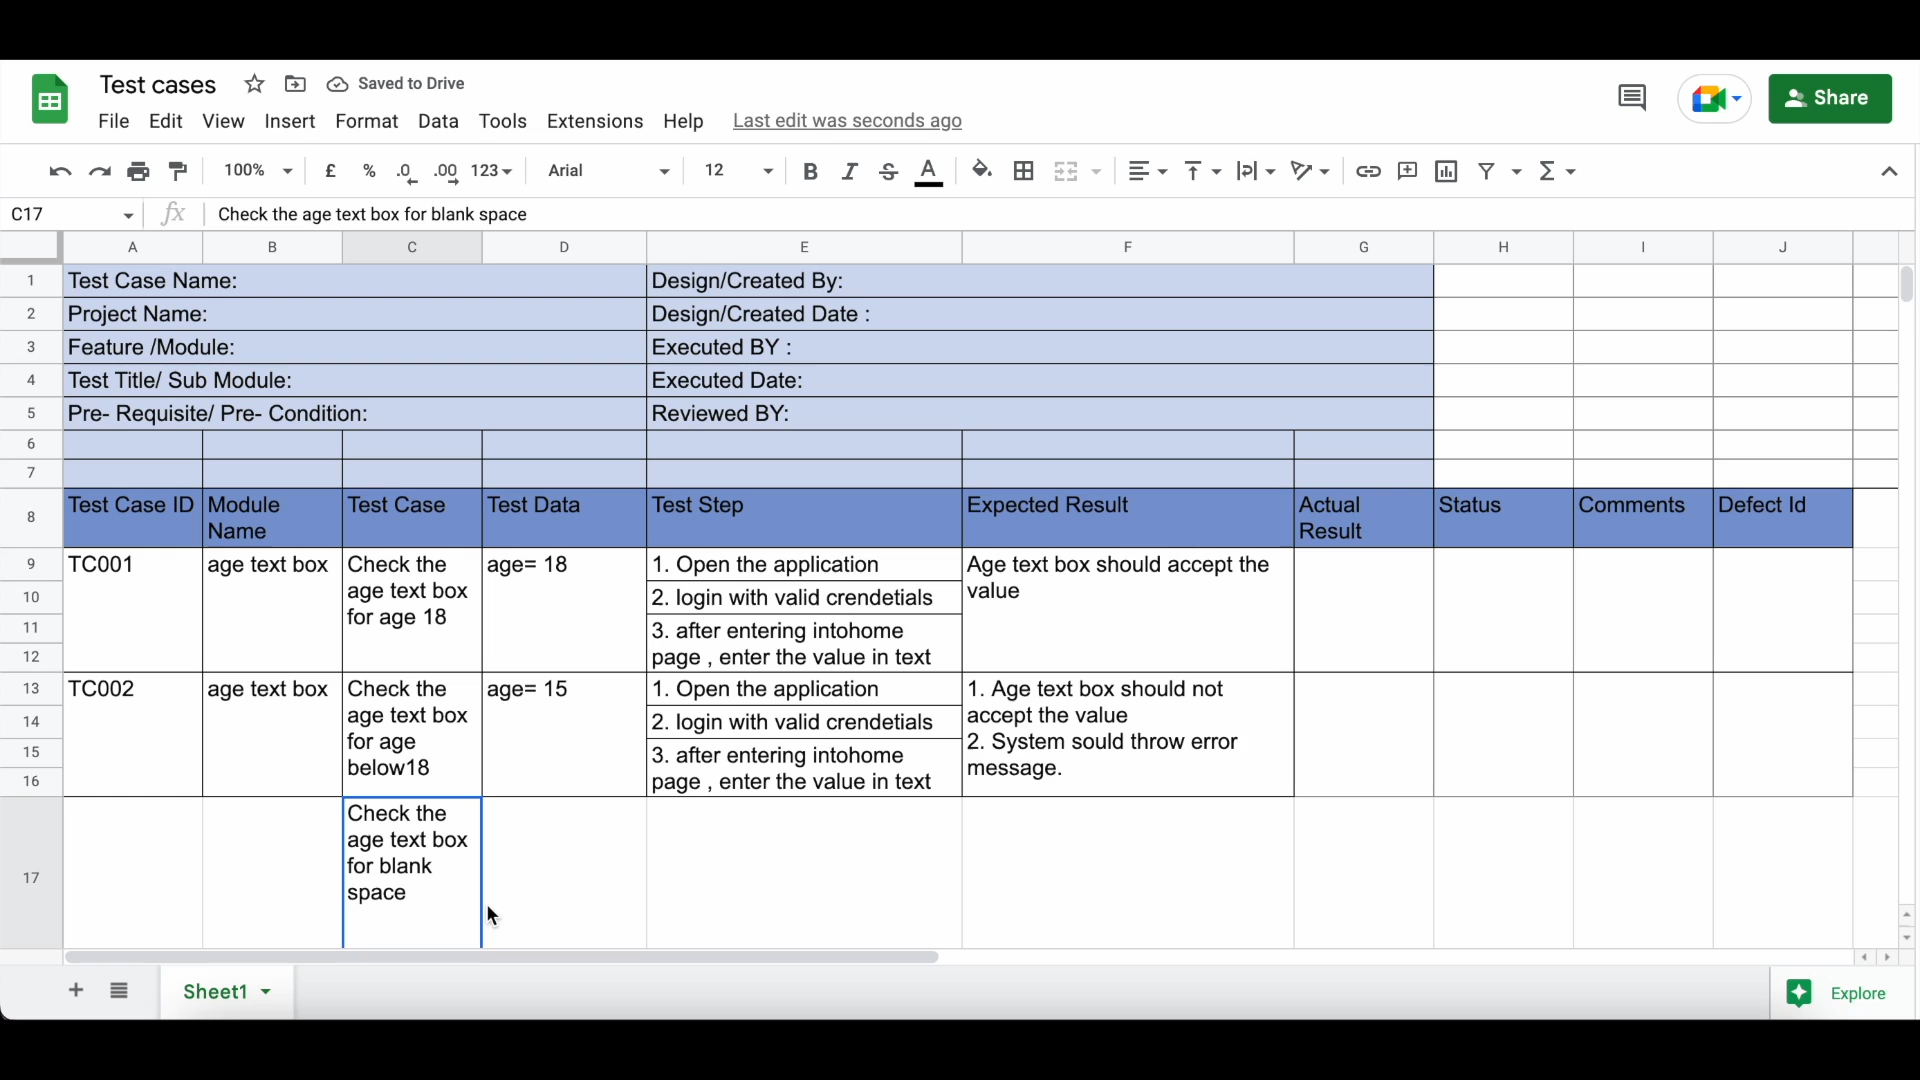 Test cases Saved to Drive
File Edit View Insert Format Data Tools Extensions Help Last edit was seconds ago
Share
100% £ % .0 .00 123 Arial 12 B I S A Σ
C17 fx Check the age text box for blank space
A B C D E F G H I J
1 Test Case Name: Design/Created By:
2 Project Name: Design/Created Date :
3 Feature /Module: Executed BY :
4 Test Title/ Sub Module: Executed Date:
5 Pre- Requisite/ Pre- Condition: Reviewed BY:
6
7
8 Test Case ID Module Name Test Case Test Data Test Step Expected Result Actual Result Status Comments Defect Id
9 TC001 age text box Check the age text box for age 18 age= 18 1. Open the application Age text box should accept the value
10 2. login with valid crendetials
11 3. after entering intohome
12 page , enter the value in text
13 TC002 age text box Check the age text box for age below18 age= 15 1. Open the application 1. Age text box should not accept the value
14 2. login with valid crendetials 2. System sould throw error message.
15 3. after entering intohome
16 page , enter the value in text
17 Check the age text box for blank space
Sheet1 Explore